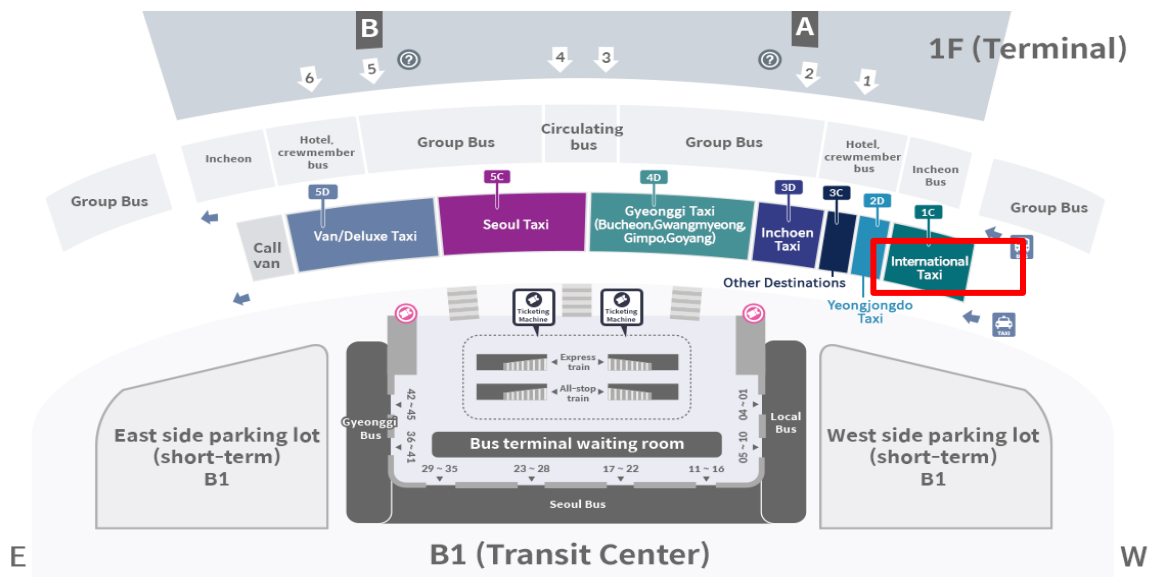 B
A
1F (Terminal)
?
?
6
5
4
3
2
1
Group Bus
Incheon
Hotel,
crewmember
bus
Group Bus
Circulating
bus
Group Bus
Hotel,
crewmember
bus
Incheon
Bus
Group Bus
5D
5C
4D
3D
3C
2D
1C
Call
van
Van/Deluxe Taxi
Seoul Taxi
Gyeonggi Taxi
(Bucheon,Gwangmyeong,
Gimpo,Goyang)
Inchoen
Taxi
International
Taxi
Other Destinations
Yeongjongdo
Taxi
TAXI
Ticketing
Machine
Ticketing
Machine
Express
train
All-stop
train
42 ~ 45
36~41
04 ~ 01
05 ~ 10
Gyeonggi
Bus
Local
Bus
Bus terminal waiting room
29 ~ 35
23 ~ 28
17 ~ 22
11 ~ 16
Seoul Bus
East side parking lot
(short-term)
B1
West side parking lot
(short-term)
B1
E
B1 (Transit Center)
W